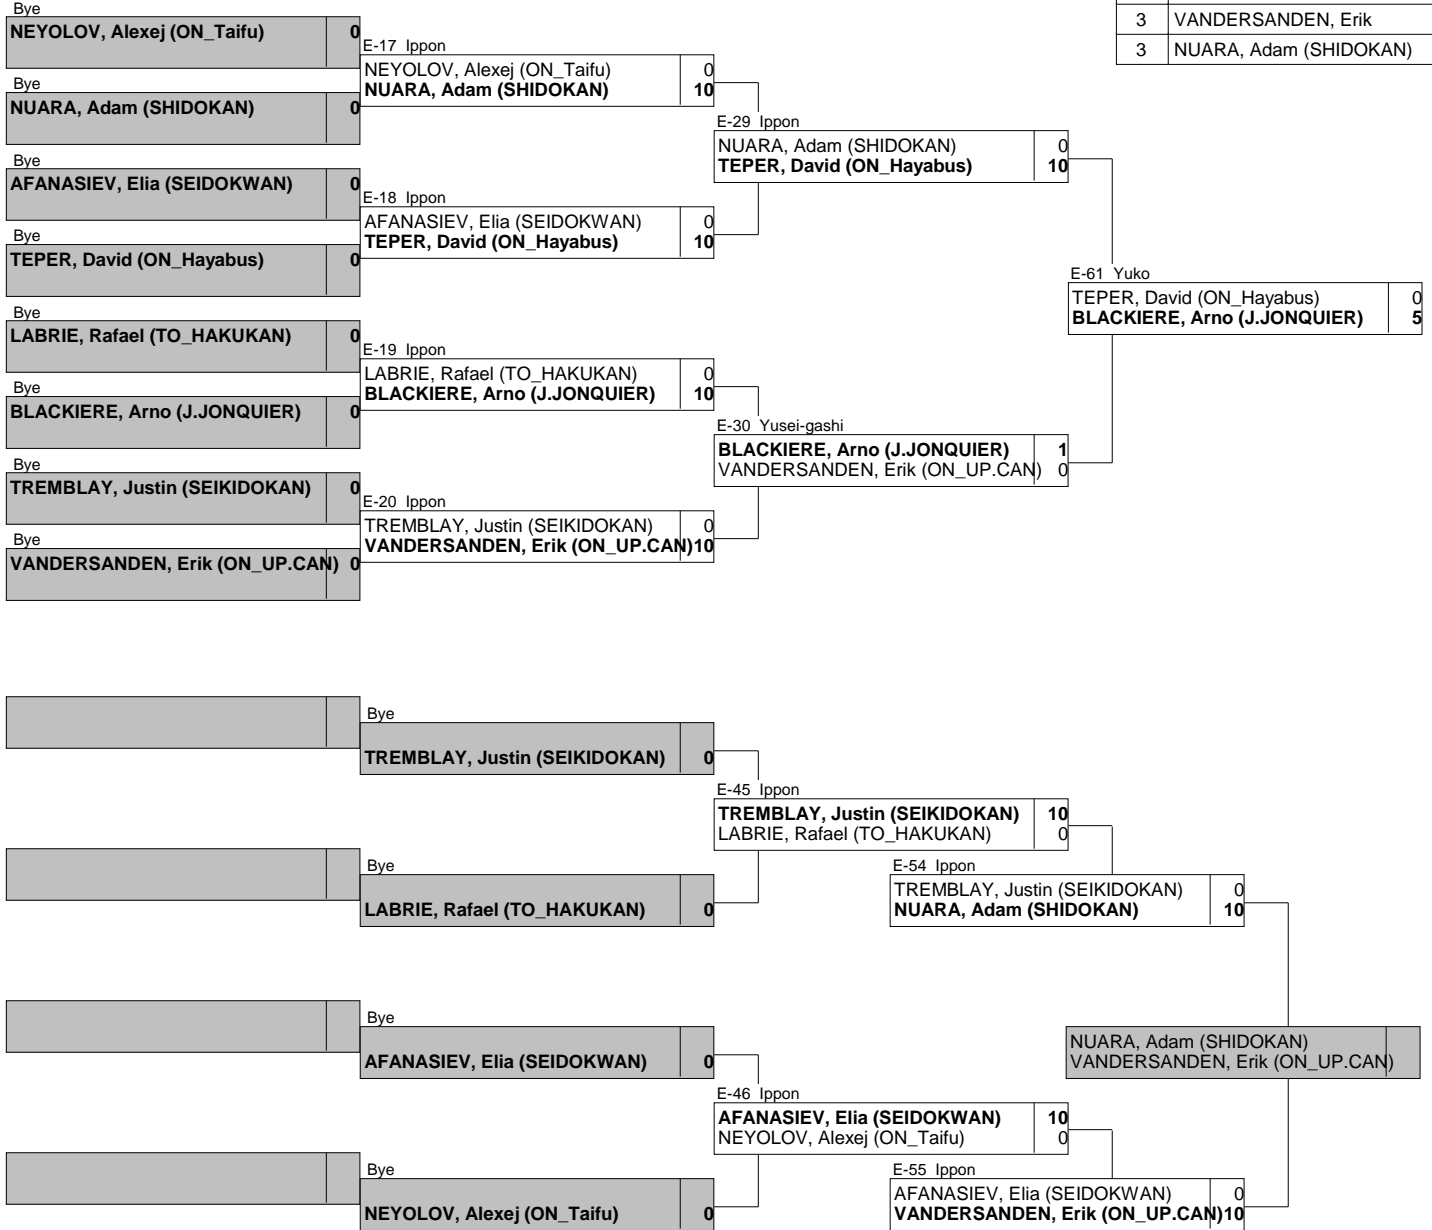 Bye
NEYOLOV, Alexej (ON_Taifu) 0
Bye
NUARA, Adam (SHIDOKAN) 0
Bye
AFANASIEV, Elia (SEIDOKWAN) 0
Bye
TEPER, David (ON_Hayabus) 0
Bye
LABRIE, Rafael (TO_HAKUKAN) 0
Bye
BLACKIERE, Arno (J.JONQUIER) 0
Bye
TREMBLAY, Justin (SEIKIDOKAN) 0
Bye
VANDERSANDEN, Erik (ON_UP.CAN) 0
E-17 Ippon
NEYOLOV, Alexej (ON_Taifu) 0
NUARA, Adam (SHIDOKAN) 10
E-18 Ippon
AFANASIEV, Elia (SEIDOKWAN) 0
TEPER, David (ON_Hayabus) 10
E-19 Ippon
LABRIE, Rafael (TO_HAKUKAN) 0
BLACKIERE, Arno (J.JONQUIER) 10
E-20 Ippon
TREMBLAY, Justin (SEIKIDOKAN) 0
VANDERSANDEN, Erik (ON_UP.CAN) 10
E-29 Ippon
NUARA, Adam (SHIDOKAN) 0
TEPER, David (ON_Hayabus) 10
E-30 Yusei-gashi
BLACKIERE, Arno (J.JONQUIER) 1
VANDERSANDEN, Erik (ON_UP.CAN) 0
E-61 Yuko
TEPER, David (ON_Hayabus) 0
BLACKIERE, Arno (J.JONQUIER) 5
3 VANDERSANDEN, Erik
3 NUARA, Adam (SHIDOKAN)
Bye
TREMBLAY, Justin (SEIKIDOKAN) 0
Bye
LABRIE, Rafael (TO_HAKUKAN) 0
Bye
AFANASIEV, Elia (SEIDOKWAN) 0
Bye
NEYOLOV, Alexej (ON_Taifu) 0
E-45 Ippon
TREMBLAY, Justin (SEIKIDOKAN) 10
LABRIE, Rafael (TO_HAKUKAN) 0
E-54 Ippon
TREMBLAY, Justin (SEIKIDOKAN) 0
NUARA, Adam (SHIDOKAN) 10
E-46 Ippon
AFANASIEV, Elia (SEIDOKWAN) 10
NEYOLOV, Alexej (ON_Taifu) 0
E-55 Ippon
AFANASIEV, Elia (SEIDOKWAN) 0
VANDERSANDEN, Erik (ON_UP.CAN) 10
NUARA, Adam (SHIDOKAN)
VANDERSANDEN, Erik (ON_UP.CAN)